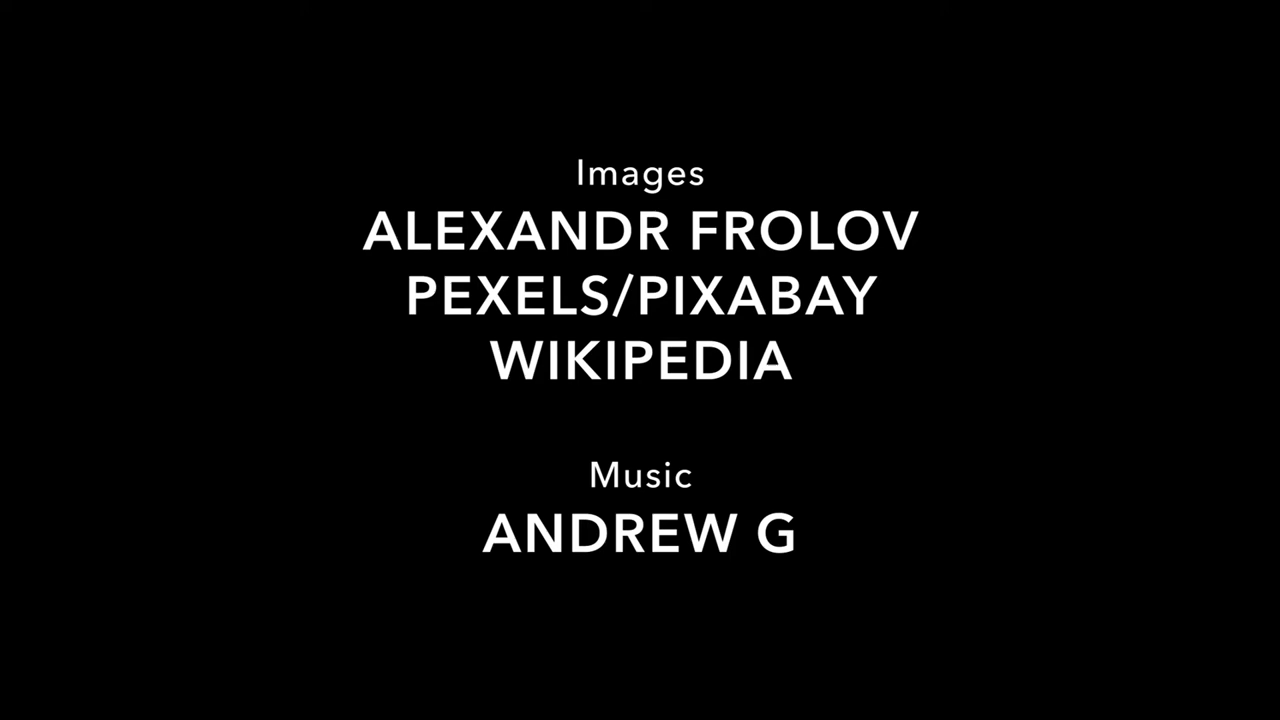 Images
ALEXANDR FROLOV
PEXELS/PIXABAY
WIKIPEDIA
Music
ANDREW G